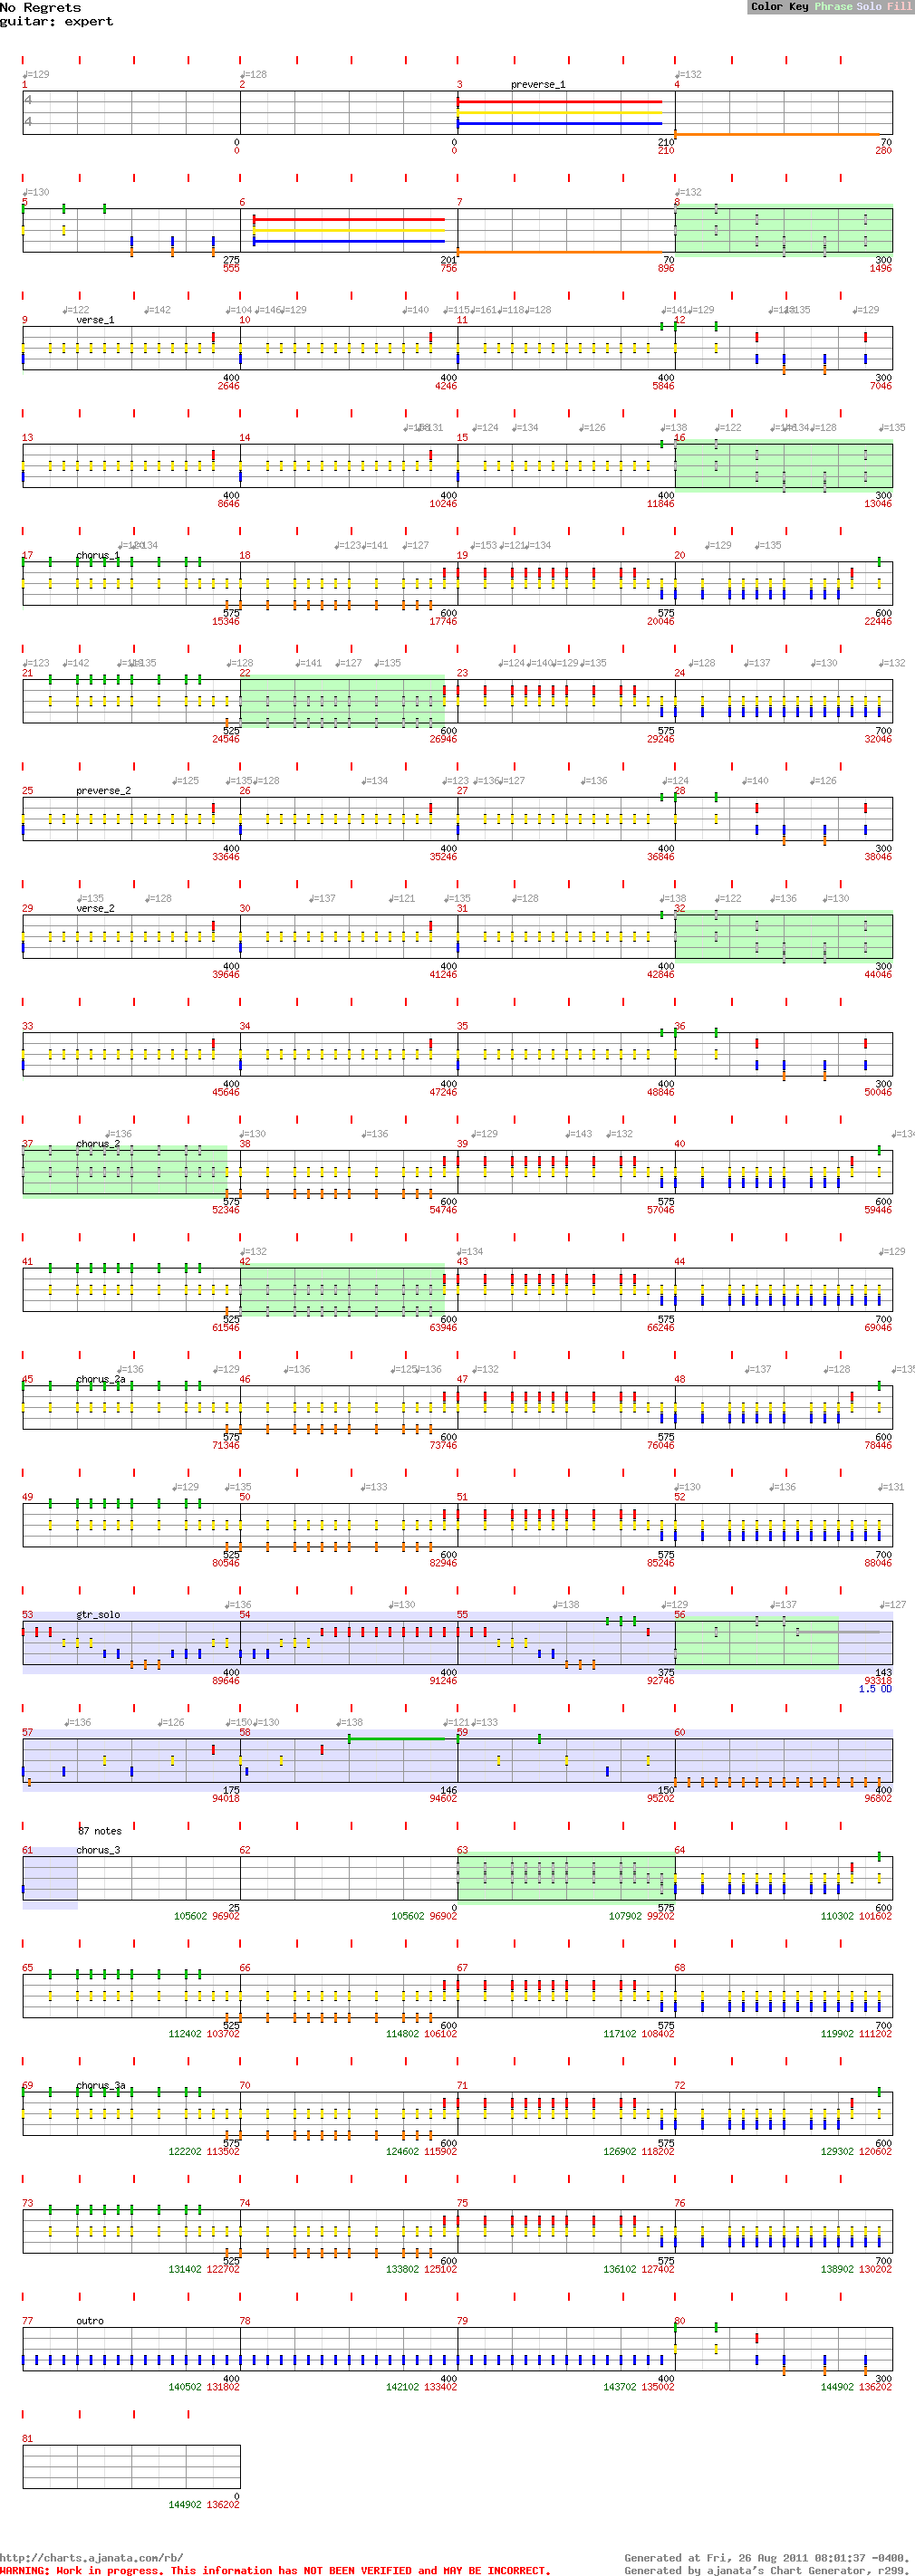 No Regrets
guitar: expert
Color Key Phrase Solo Fill
♩=129 ♩=128 ♩=132
1 2 3 preverse_1 4
4
4
0 0 210 70
0 0 210 280
♩=130 ♩=132
5 6 7 8
275 201 70 300
555 756 896 1496
♩=122 ♩=142 ♩=104 ♩=146 ♩=129 ♩=140 ♩=115 ♩=161 ♩=118 ♩=128 ♩=141 ♩=129 ♩=135 ♩=129
9 verse_1 10 11 12
400 400 400 300
2646 4246 5846 7046
♩=131 ♩=124 ♩=134 ♩=126 ♩=138 ♩=122 ♩=134 ♩=128 ♩=135
13 14 15 16
400 400 400 300
8646 10246 11846 13046
♩=134 ♩=123 ♩=141 ♩=127 ♩=153 ♩=121 ♩=134 ♩=129 ♩=135
17 chorus_1 18 19 20
575 600 575 600
15346 17746 20046 22446
♩=123 ♩=142 ♩=135 ♩=128 ♩=141 ♩=127 ♩=135 ♩=124 ♩=140 ♩=129 ♩=135 ♩=128 ♩=137 ♩=130 ♩=132
21 22 23 24
525 600 575 700
24546 26946 29246 32046
♩=125 ♩=135 ♩=128 ♩=134 ♩=123 ♩=136 ♩=127 ♩=136 ♩=124 ♩=140 ♩=126
25 preverse_2 26 27 28
400 400 400 300
33646 35246 36846 38046
♩=135 ♩=128 ♩=137 ♩=121 ♩=135 ♩=128 ♩=138 ♩=122 ♩=136 ♩=130
29 verse_2 30 31 32
400 400 400 300
39646 41246 42846 44046
33 34 35 36
400 400 400 300
45646 47246 48846 50046
♩=136 ♩=130 ♩=136 ♩=129 ♩=143 ♩=132 ♩=134
37 chorus_2 38 39 40
575 600 575 600
52346 54746 57046 59446
♩=132 ♩=134 ♩=129
41 42 43 44
525 600 575 700
61546 63946 66246 69046
♩=136 ♩=129 ♩=136 ♩=125 ♩=136 ♩=132 ♩=137 ♩=128 ♩=135
45 chorus_2a 46 47 48
575 600 575 600
71346 73746 76046 78446
♩=129 ♩=135 ♩=133 ♩=130 ♩=136 ♩=131
49 50 51 52
525 600 575 700
80546 82946 85246 88046
♩=136 ♩=130 ♩=138 ♩=129 ♩=137 ♩=127
53 gtr_solo 54 55 56
400 400 375 143
89646 91246 92746 93318
1.5 OD
♩=136 ♩=126 ♩=150 ♩=130 ♩=138 ♩=121 ♩=133
57 58 59 60
175 146 150 400
94018 94602 95202 96802
87 notes
61 chorus_3 62 63 64
25 0 575 600
105602 96902 105602 96902 107902 99202 110302 101602
65 66 67 68
525 600 575 700
112402 103702 114802 106102 117102 108402 119902 111202
69 chorus_3a 70 71 72
575 600 575 600
122202 113502 124602 115902 126902 118202 129302 120602
73 74 75 76
525 600 575 700
131402 122702 133802 125102 136102 127402 138902 130202
77 outro 78 79 80
400 400 400 300
140502 131802 142102 133402 143702 135002 144902 136202
81
0
144902 136202
http://charts.ajanata.com/rb/
Generated at Fri, 26 Aug 2011 08:01:37 -0400.
WARNING: Work in progress. This information has NOT BEEN VERIFIED and MAY BE INCORRECT.
Generated by ajanata's Chart Generator, r299.